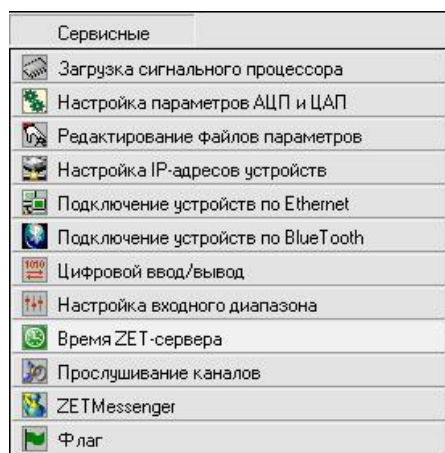 Сервисные
Загрузка сигнального процессора
Настройка параметров АЦП и ЦАП
Редактирование файлов параметров
Настройка IP-адресов устройств
Подключение устройств по Ethernet
Подключение устройств по BlueTooth
Цифровой ввод/вывод
Настройка входного диапазона
Время ZET-сервера
Прослушивание каналов
ZETMessenger
Флаг